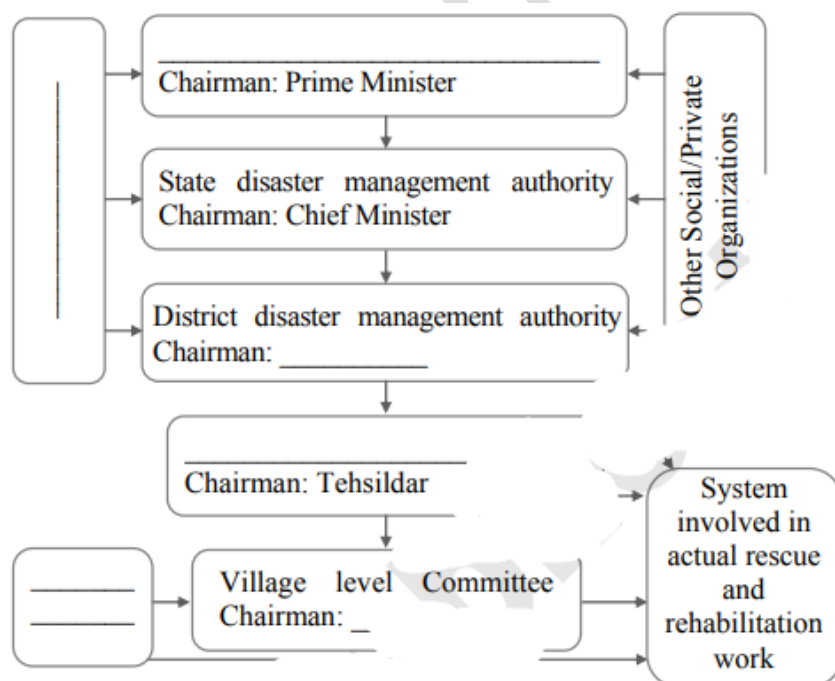 Chairman: Prime Minister
State disaster management authority
Chairman: Chief Minister
Other Social/Private
Organizations
District disaster management authority
Chairman: __________
Chairman: Tehsildar
System
involved in
actual rescue
and
rehabilitation
work
Village level Committee
Chairman: _